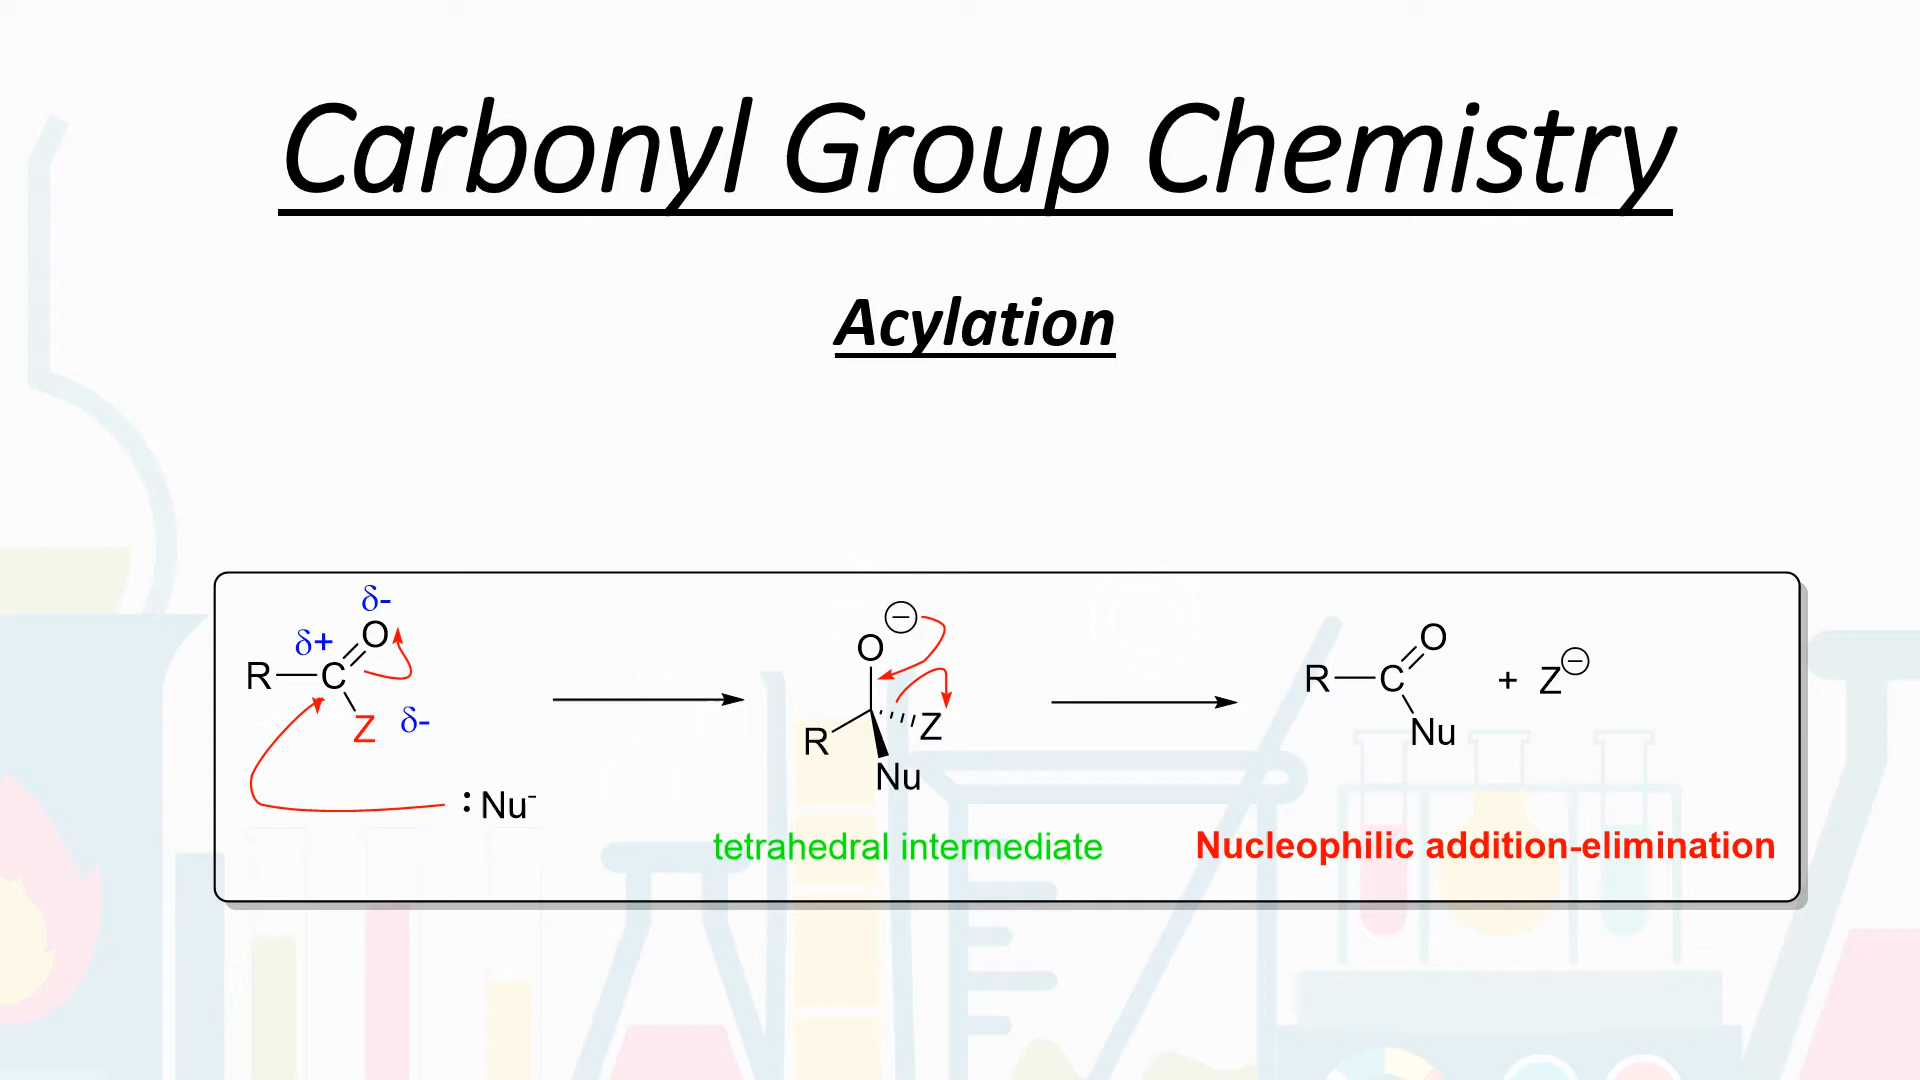 Carbonyl Group Chemistry
Acylation
δ-
δ+ O
R C
Z δ-
:Nu-
O ⊖
R Z
Nu
tetrahedral intermediate
O
R C + Z ⊖
Nu
Nucleophilic addition-elimination